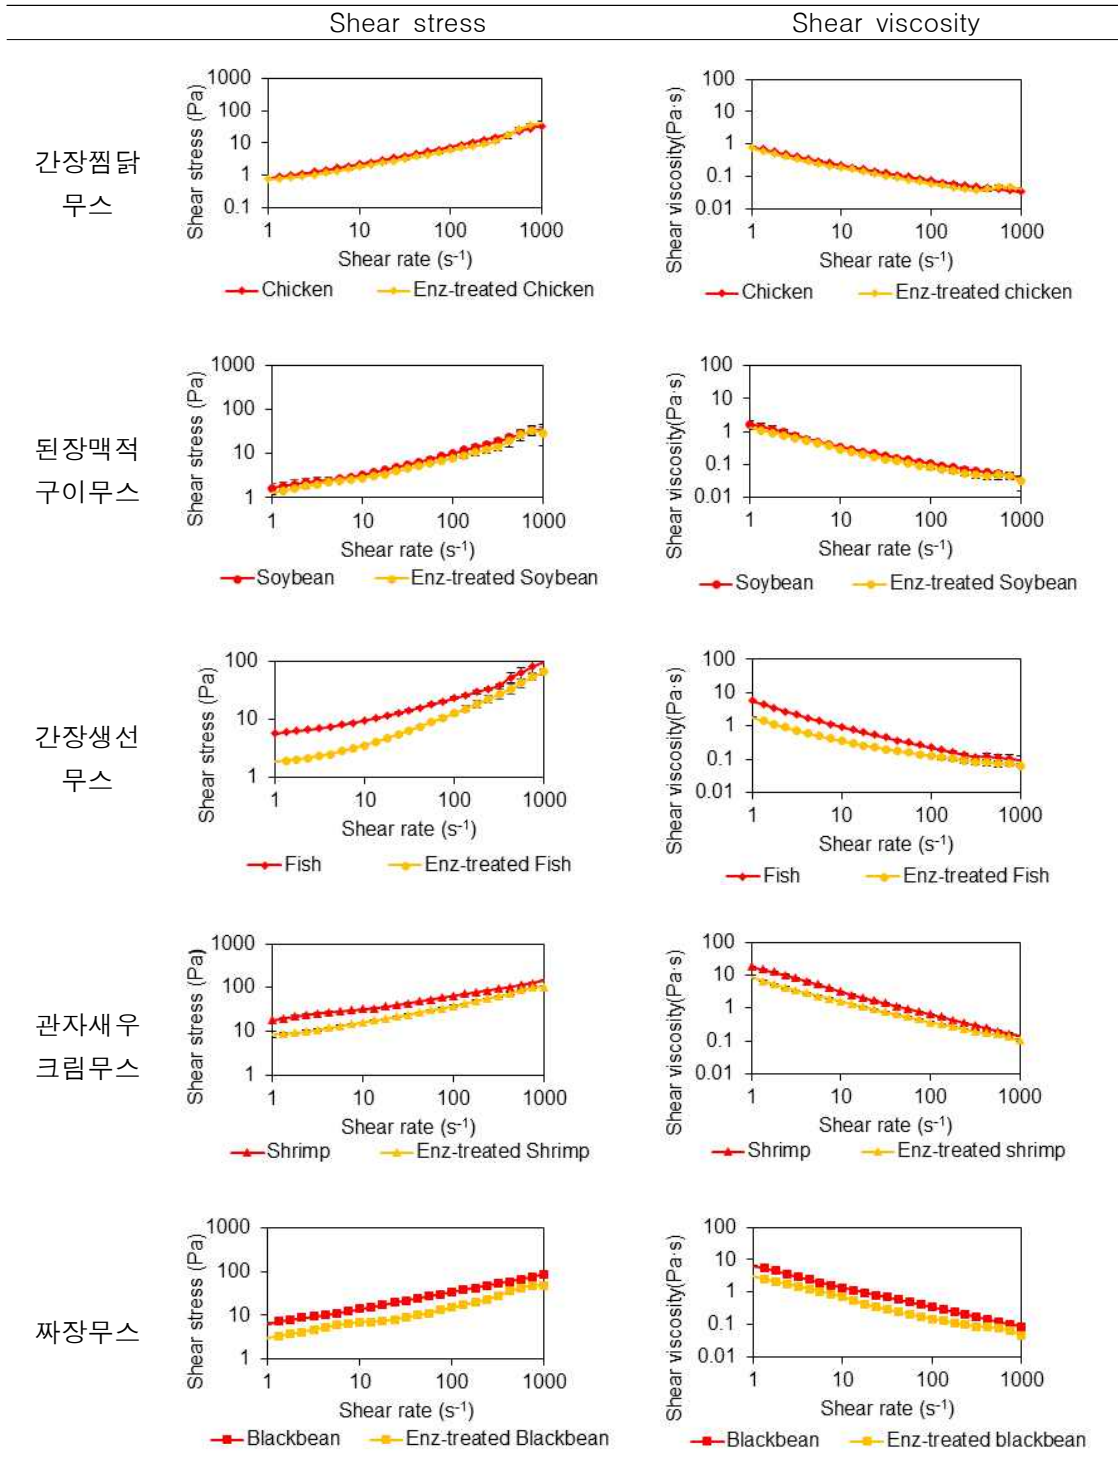 Shear stress
Shear viscosity
간장찜닭
무스
Shear stress (Pa)
1000
100
10
1
0.1
1
10
100
1000
Shear rate (s⁻¹)
Chicken
Enz-treated Chicken
Shear viscosity(Pa·s)
100
1
0.1
0.01
1
10
100
1000
Shear rate (s⁻¹)
Chicken
Enz-treated chicken
된장맥적
구이무스
Shear stress (Pa)
1000
100
10
1
1
10
100
1000
Shear rate (s⁻¹)
Soybean
Enz-treated Soybean
Shear viscosity(Pa·s)
100
10
1
0.1
0.01
1
10
100
1000
Shear rate (s⁻¹)
Soybean
Enz-treated Soybean
간장생선
무스
Shear stress (Pa)
100
10
1
1
10
100
1000
Shear rate (s⁻¹)
Fish
Enz-treated Fish
Shear viscosity(Pa·s)
100
10
1
0.1
0.01
1
10
100
1000
Shear rate (s⁻¹)
Fish
Enz-treated Fish
관자새우
크림무스
Shear stress (Pa)
1000
100
10
1
1
10
100
1000
Shear rate (s⁻¹)
Shrimp
Enz-treated Shrimp
Shear viscosity(Pa·s)
100
10
1
0.1
0.01
1
10
100
1000
Shear rate (s⁻¹)
Shrimp
Enz-treated shrimp
짜장무스
Shear stress (Pa)
1000
100
10
1
1
10
100
1000
Shear rate (s⁻¹)
Blackbean
Enz-treated Blackbean
Shear viscosity(Pa·s)
100
10
1
0.1
0.01
1
10
100
1000
Shear rate (s⁻¹)
Blackbean
Enz-treated blackbean